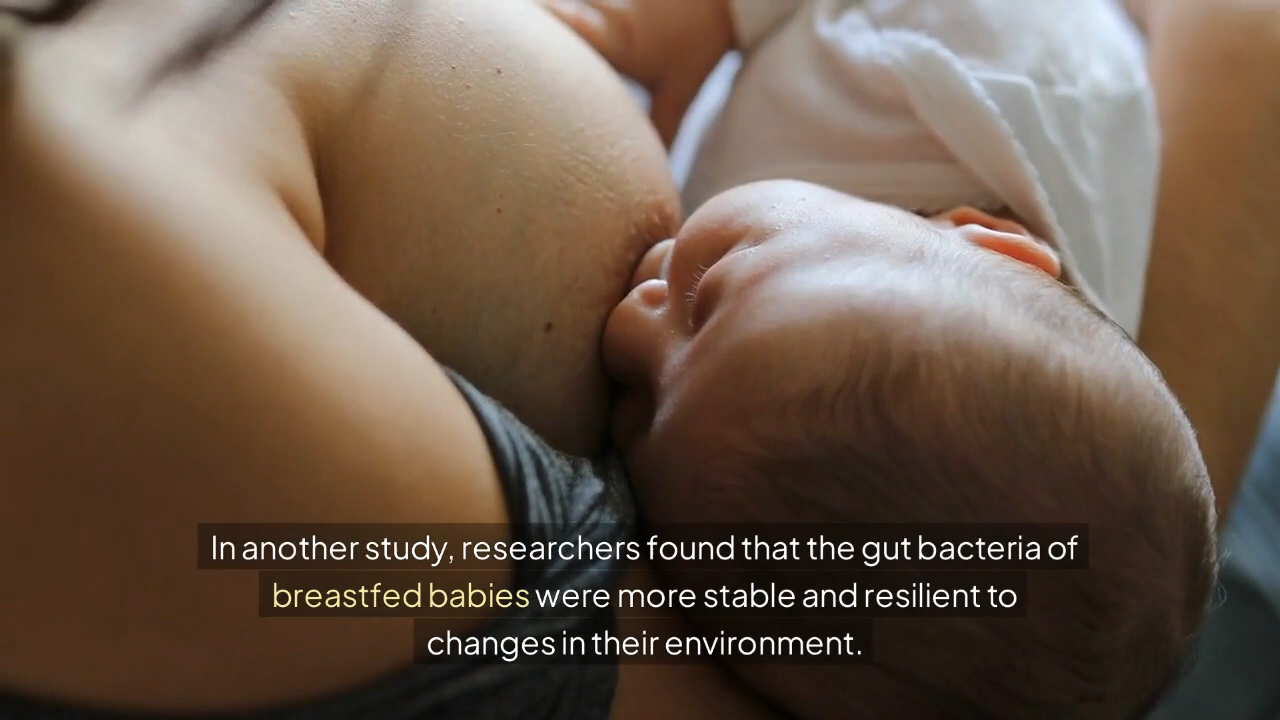 In another study, researchers found that the gut bacteria of
breastfed babies were more stable and resilient to
changes in their environment.